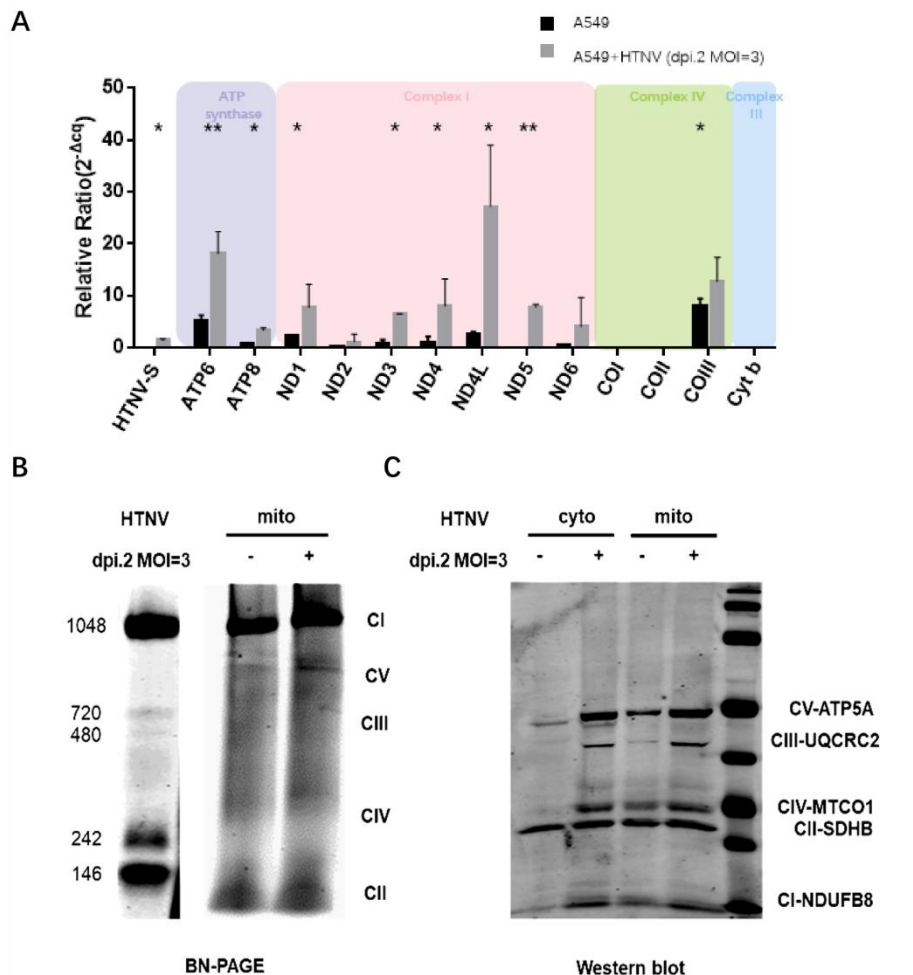 A
A549
A549+HTNV (dpi.2 MOI=3)
Relative Ratio(2^-Δcq)
50
40
30
20
10
0
ATP synthase
Complex I
Complex IV
Complex III
* ** * * * * * ** *
HTNV-S
ATP6
ATP8
ND1
ND2
ND3
ND4
ND4L
ND5
ND6
COI
COII
COIII
Cyt b
B
HTNV
mito
dpi.2 MOI=3
- +
1048
720
480
242
146
CI
CV
CIII
CIV
CII
BN-PAGE
C
HTNV
cyto mito
dpi.2 MOI=3
- + - +
CV-ATP5A
CIII-UQCRC2
CIV-MTCO1
CII-SDHB
CI-NDUFB8
Western blot